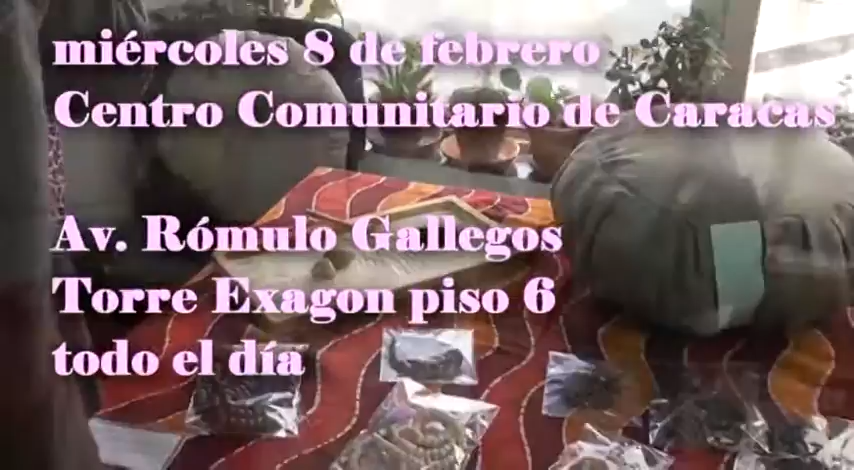 miércoles 8 de febrero
Centro Comunitario de Caracas
Av. Rómulo Gallegos
Torre Exagon piso 6
todo el día